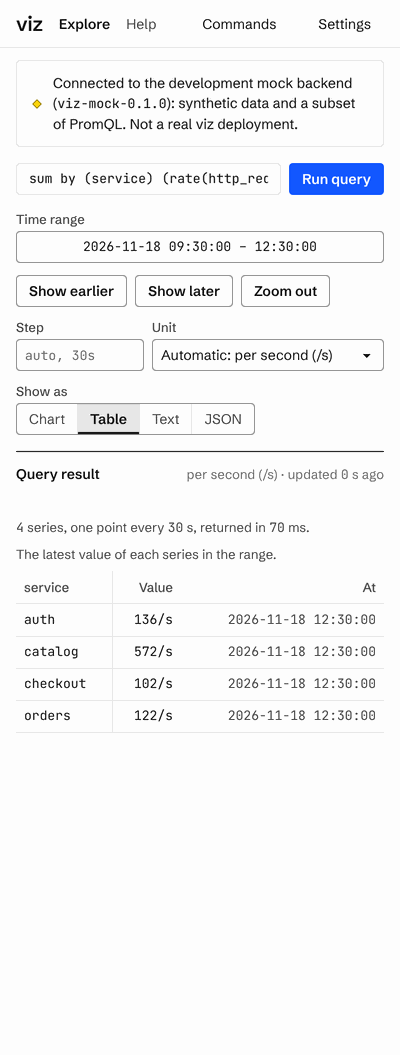 viz Explore Help Commands Settings
Connected to the development mock backend
(viz-mock-0.1.0): synthetic data and a subset
of PromQL. Not a real viz deployment.
sum by (service) (rate(http_rec Run query
Time range
2026-11-18 09:30:00 – 12:30:00
Show earlier Show later Zoom out
Step Unit
auto, 30s Automatic: per second (/s)
Show as
Chart Table Text JSON
Query result per second (/s) · updated 0 s ago
4 series, one point every 30 s, returned in 70 ms.
The latest value of each series in the range.
service Value At
auth 136/s 2026-11-18 12:30:00
catalog 572/s 2026-11-18 12:30:00
checkout 102/s 2026-11-18 12:30:00
orders 122/s 2026-11-18 12:30:00